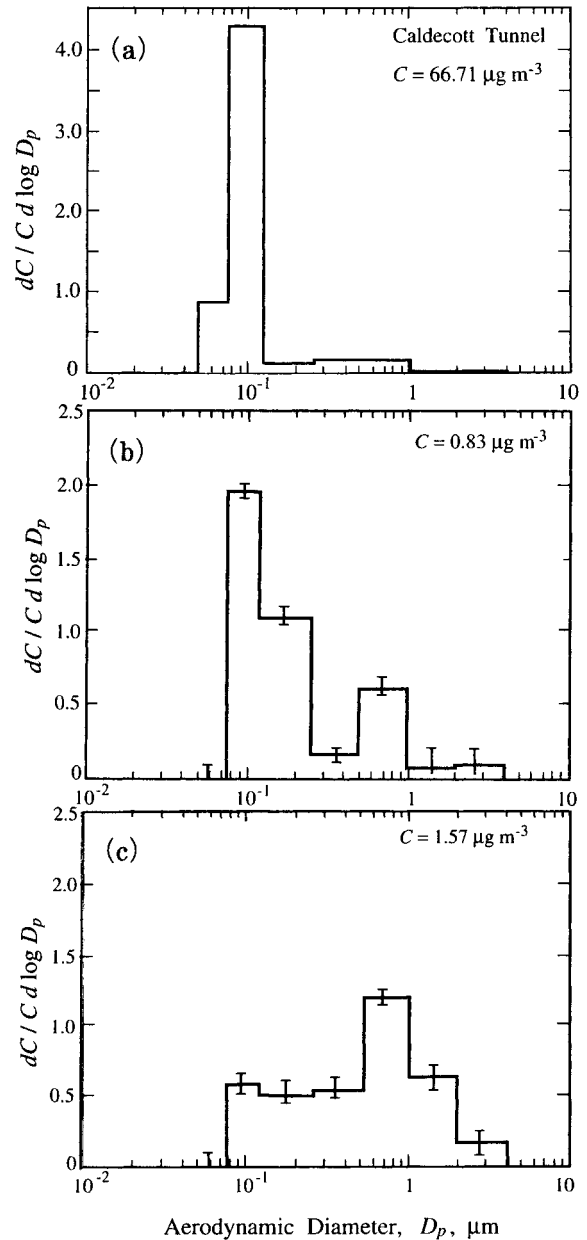 (a)
Caldecott Tunnel
C = 66.71 μg m⁻³
dC / C d log Dₚ
4.0
3.0
2.0
1.0
0
10⁻²
10⁻¹
1
10
(b)
C = 0.83 μg m⁻³
dC / C d log Dₚ
2.5
2.0
1.5
1.0
0.5
0
10⁻²
10⁻¹
1
10
(c)
C = 1.57 μg m⁻³
dC / C d log Dₚ
2.5
2.0
1.5
1.0
0.5
0
10⁻²
10⁻¹
1
10
Aerodynamic Diameter, Dₚ, μm